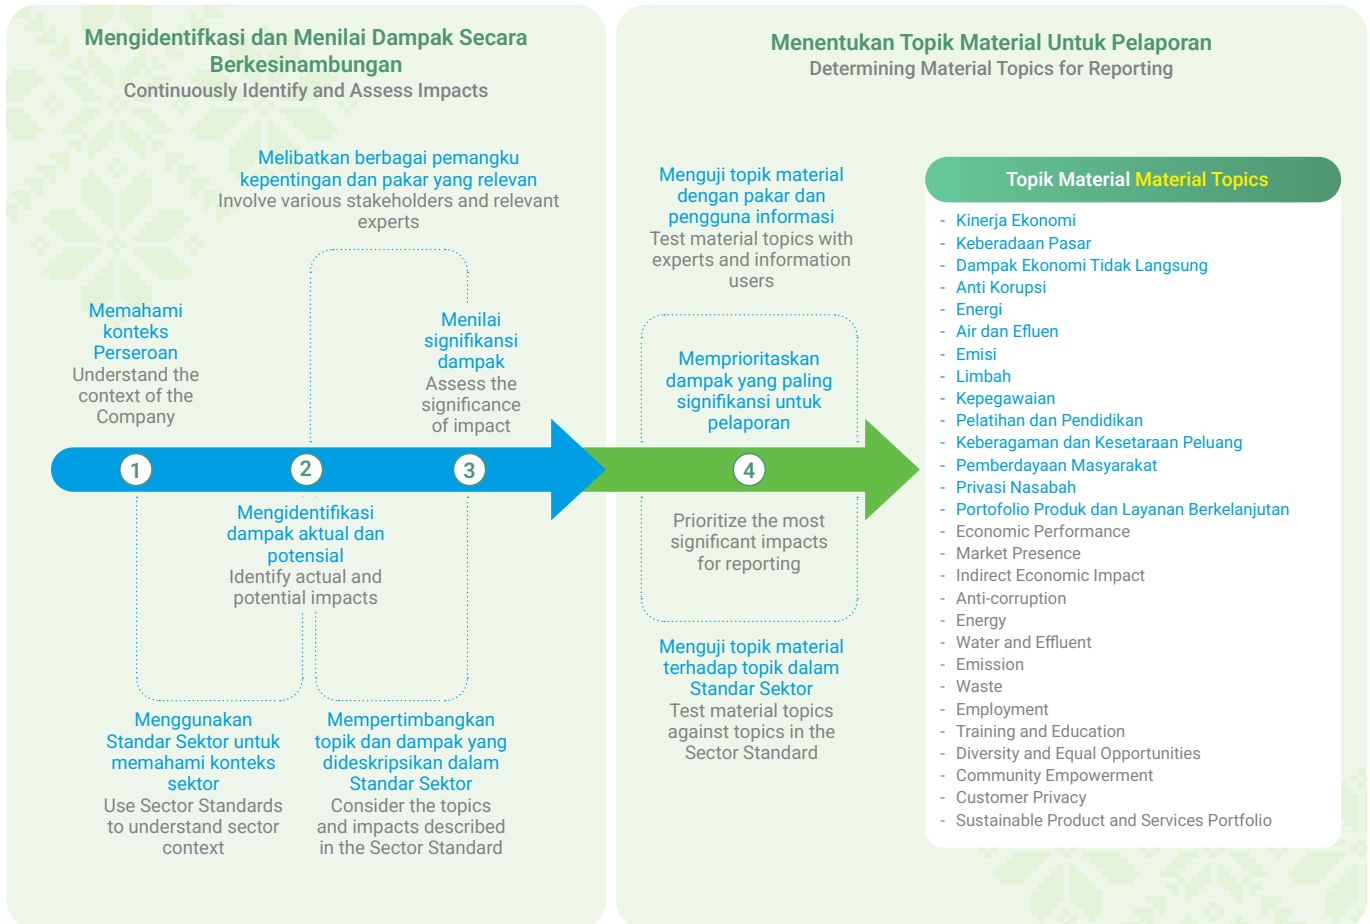 Mengidentifkasi dan Menilai Dampak Secara
Berkesinambungan
Continuously Identify and Assess Impacts
Melibatkan berbagai pemangku
kepentingan dan pakar yang relevan
Involve various stakeholders and relevant
experts
Memahami
konteks
Perseroan
Understand the
context of the
Company
Menilai
signifikansi
dampak
Assess the
significance
of impact
1
2
3
Mengidentifikasi
dampak aktual dan
potensial
Identify actual and
potential impacts
Menggunakan
Standar Sektor untuk
memahami konteks
sektor
Use Sector Standards
to understand sector
context
Mempertimbangkan
topik dan dampak yang
dideskripsikan dalam
Standar Sektor
Consider the topics
and impacts described
in the Sector Standard
Menentukan Topik Material Untuk Pelaporan
Determining Material Topics for Reporting
Menguji topik material
dengan pakar dan
pengguna informasi
Test material topics with
experts and information
users
Memprioritaskan
dampak yang paling
signifikansi untuk
pelaporan
4
Prioritize the most
significant impacts
for reporting
Menguji topik material
terhadap topik dalam
Standar Sektor
Test material topics
against topics in the
Sector Standard
Topik Material Material Topics
- Kinerja Ekonomi
- Keberadaan Pasar
- Dampak Ekonomi Tidak Langsung
- Anti Korupsi
- Energi
- Air dan Efluen
- Emisi
- Limbah
- Kepegawaian
- Pelatihan dan Pendidikan
- Keberagaman dan Kesetaraan Peluang
- Pemberdayaan Masyarakat
- Privasi Nasabah
- Portofolio Produk dan Layanan Berkelanjutan
- Economic Performance
- Market Presence
- Indirect Economic Impact
- Anti-corruption
- Energy
- Water and Effluent
- Emission
- Waste
- Employment
- Training and Education
- Diversity and Equal Opportunities
- Community Empowerment
- Customer Privacy
- Sustainable Product and Services Portfolio